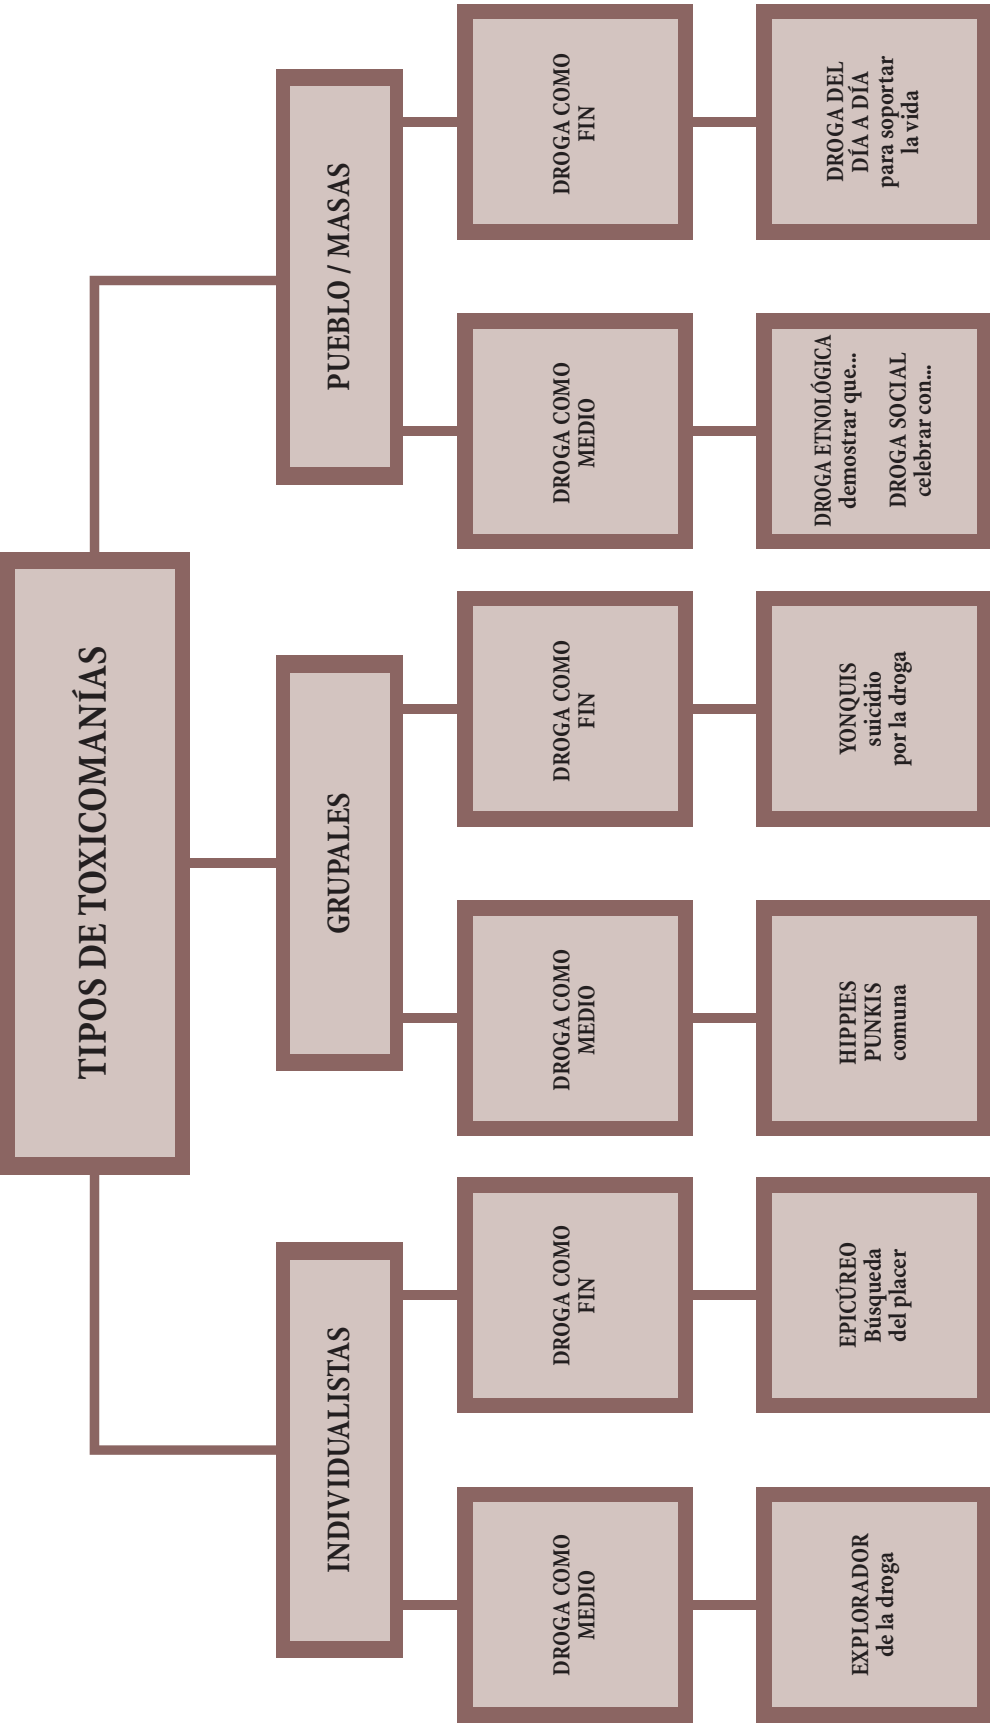 TIPOS DE TOXICOMANÍAS
INDIVIDUALISTAS
GRUPALES
PUEBLO / MASAS
DROGA COMO
MEDIO
DROGA COMO
FIN
DROGA COMO
MEDIO
DROGA COMO
FIN
DROGA COMO
MEDIO
DROGA COMO
FIN
EXPLORADOR
de la droga
EPICÚREO
Búsqueda
del placer
HIPPIES
PUNKIS
comuna
YONQUIS
suicidio
por la droga
DROGA ETNOLÓGICA
demostrar que...
DROGA SOCIAL
celebrar con...
DROGA DEL
DÍA A DÍA
para soportar
la vida